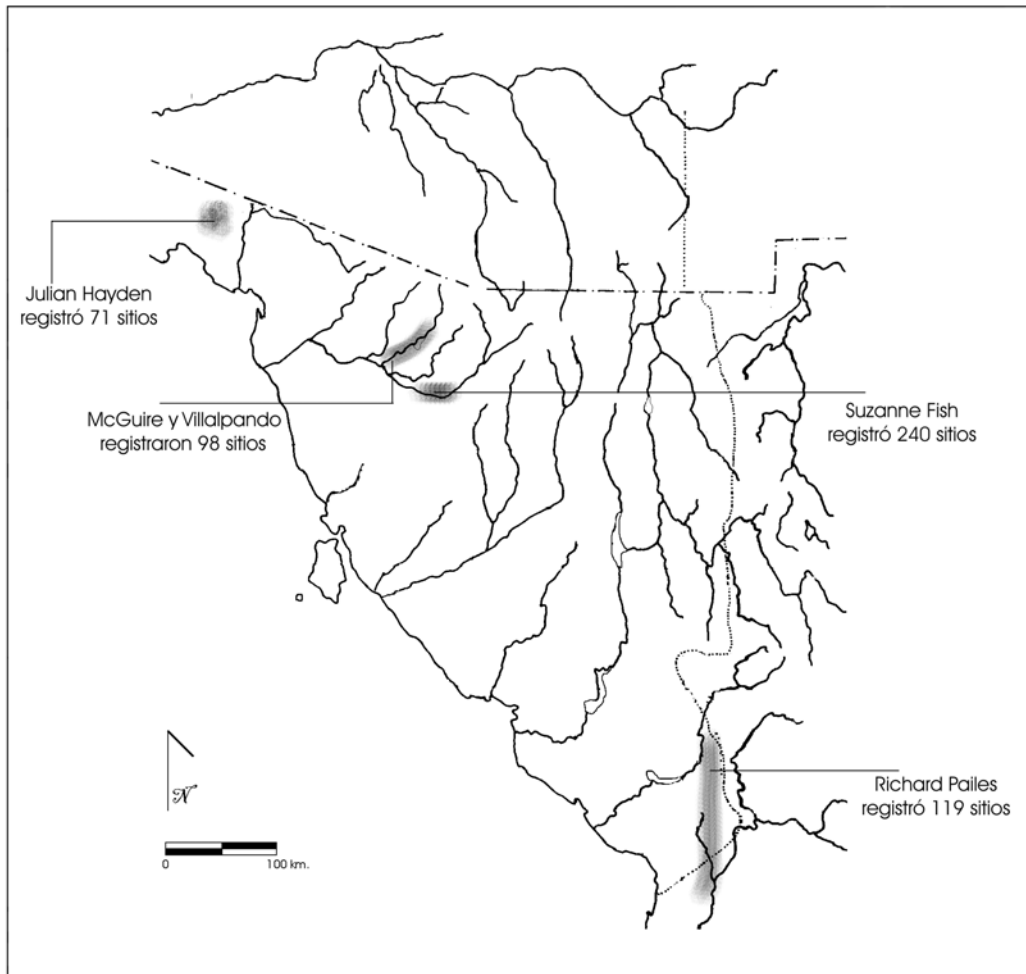 Julian Hayden
registró 71 sitios
McGuire y Villalpando
registraron 98 sitios
Suzanne Fish
registró 240 sitios
Richard Pailes
registró 119 sitios
N
0 100 km.